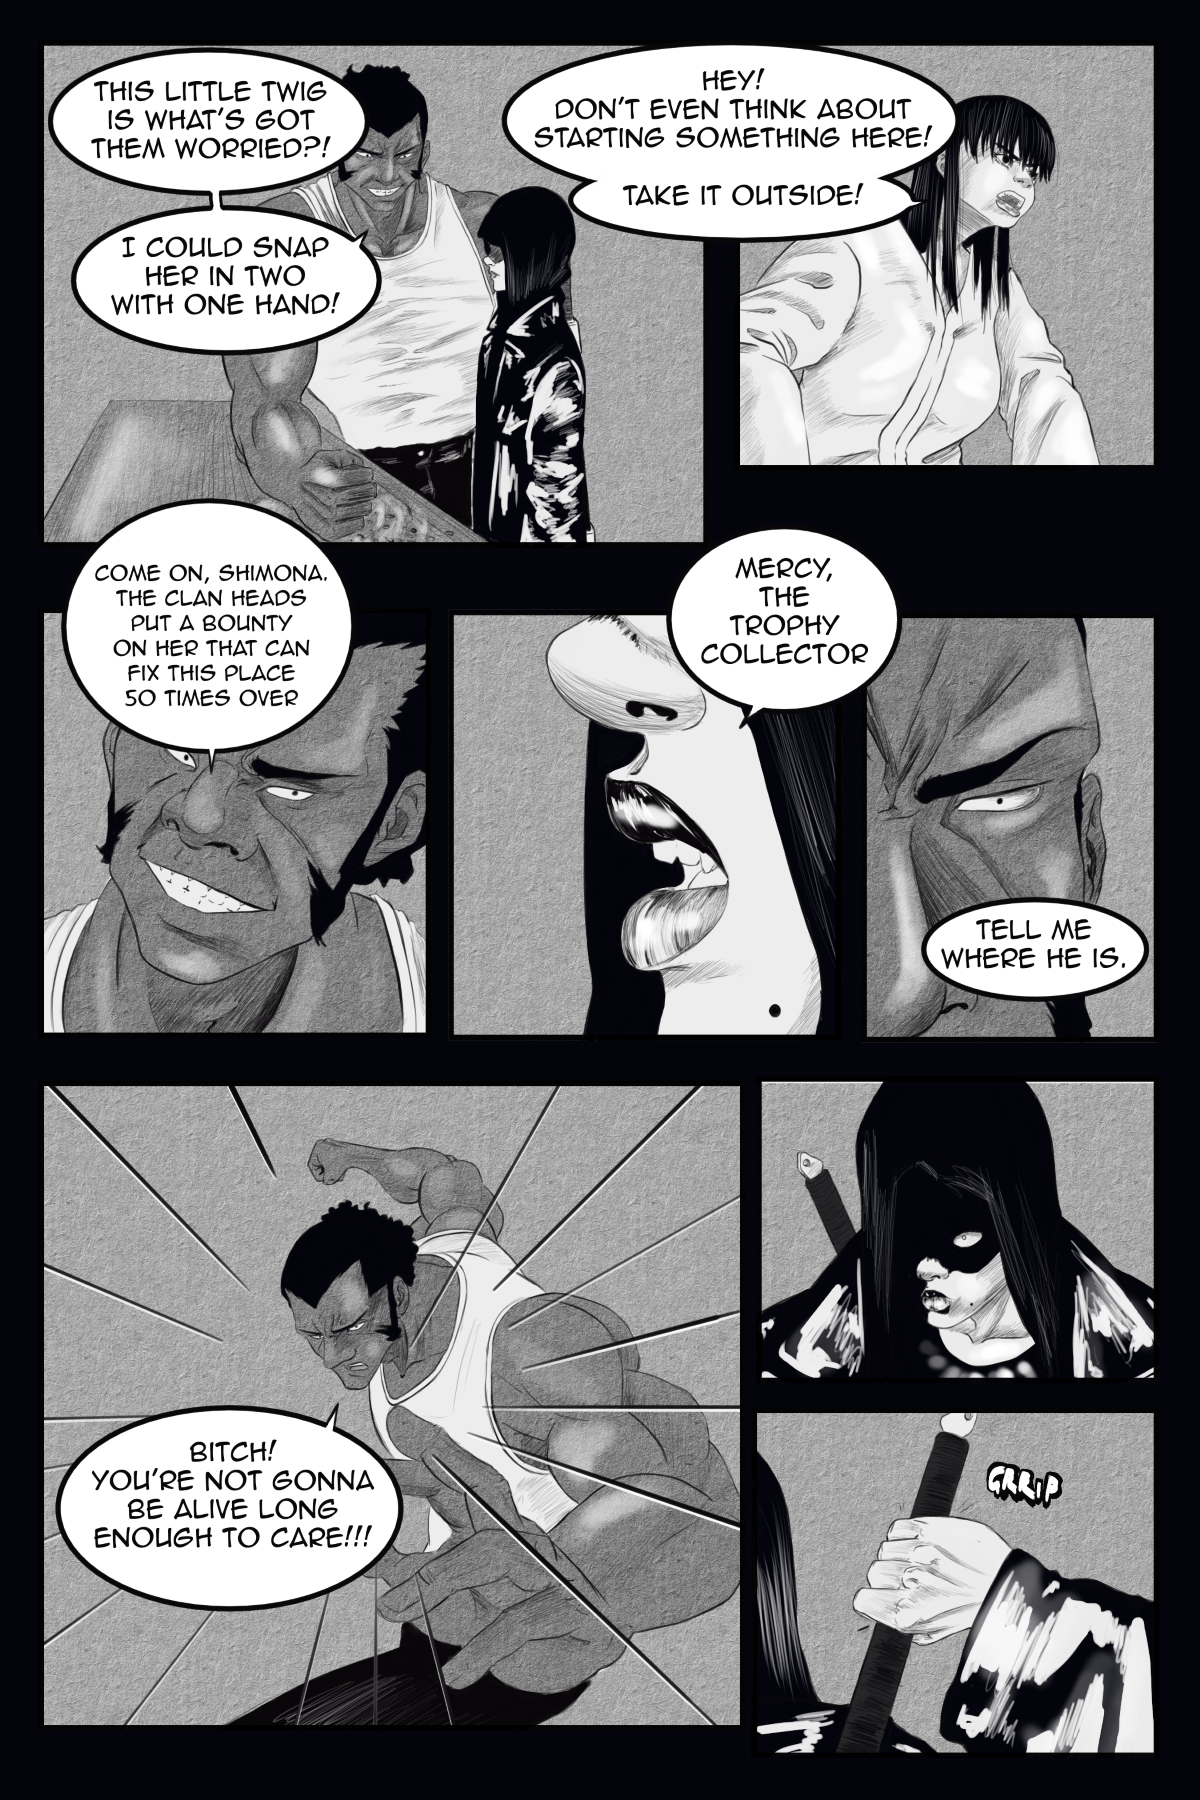 THIS LITTLE TWIG
IS WHAT'S GOT
THEM WORRIED?!
I COULD SNAP
HER IN TWO
WITH ONE HAND!
HEY!
DON'T EVEN THINK ABOUT
STARTING SOMETHING HERE!
TAKE IT OUTSIDE!
COME ON, SHIMONA.
THE CLAN HEADS
PUT A BOUNTY
ON HER THAT CAN
FIX THIS PLACE
50 TIMES OVER
MERCY,
THE
TROPHY
COLLECTOR
TELL ME
WHERE HE IS.
BITCH!
YOU'RE NOT GONNA
BE ALIVE LONG
ENOUGH TO CARE!!!
GRRIP